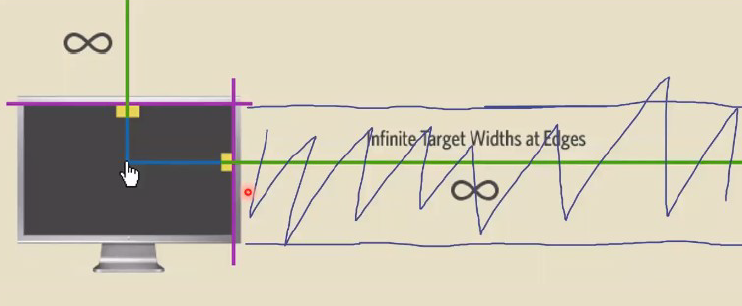 ∞
Infinite Target Widths at Edges
∞